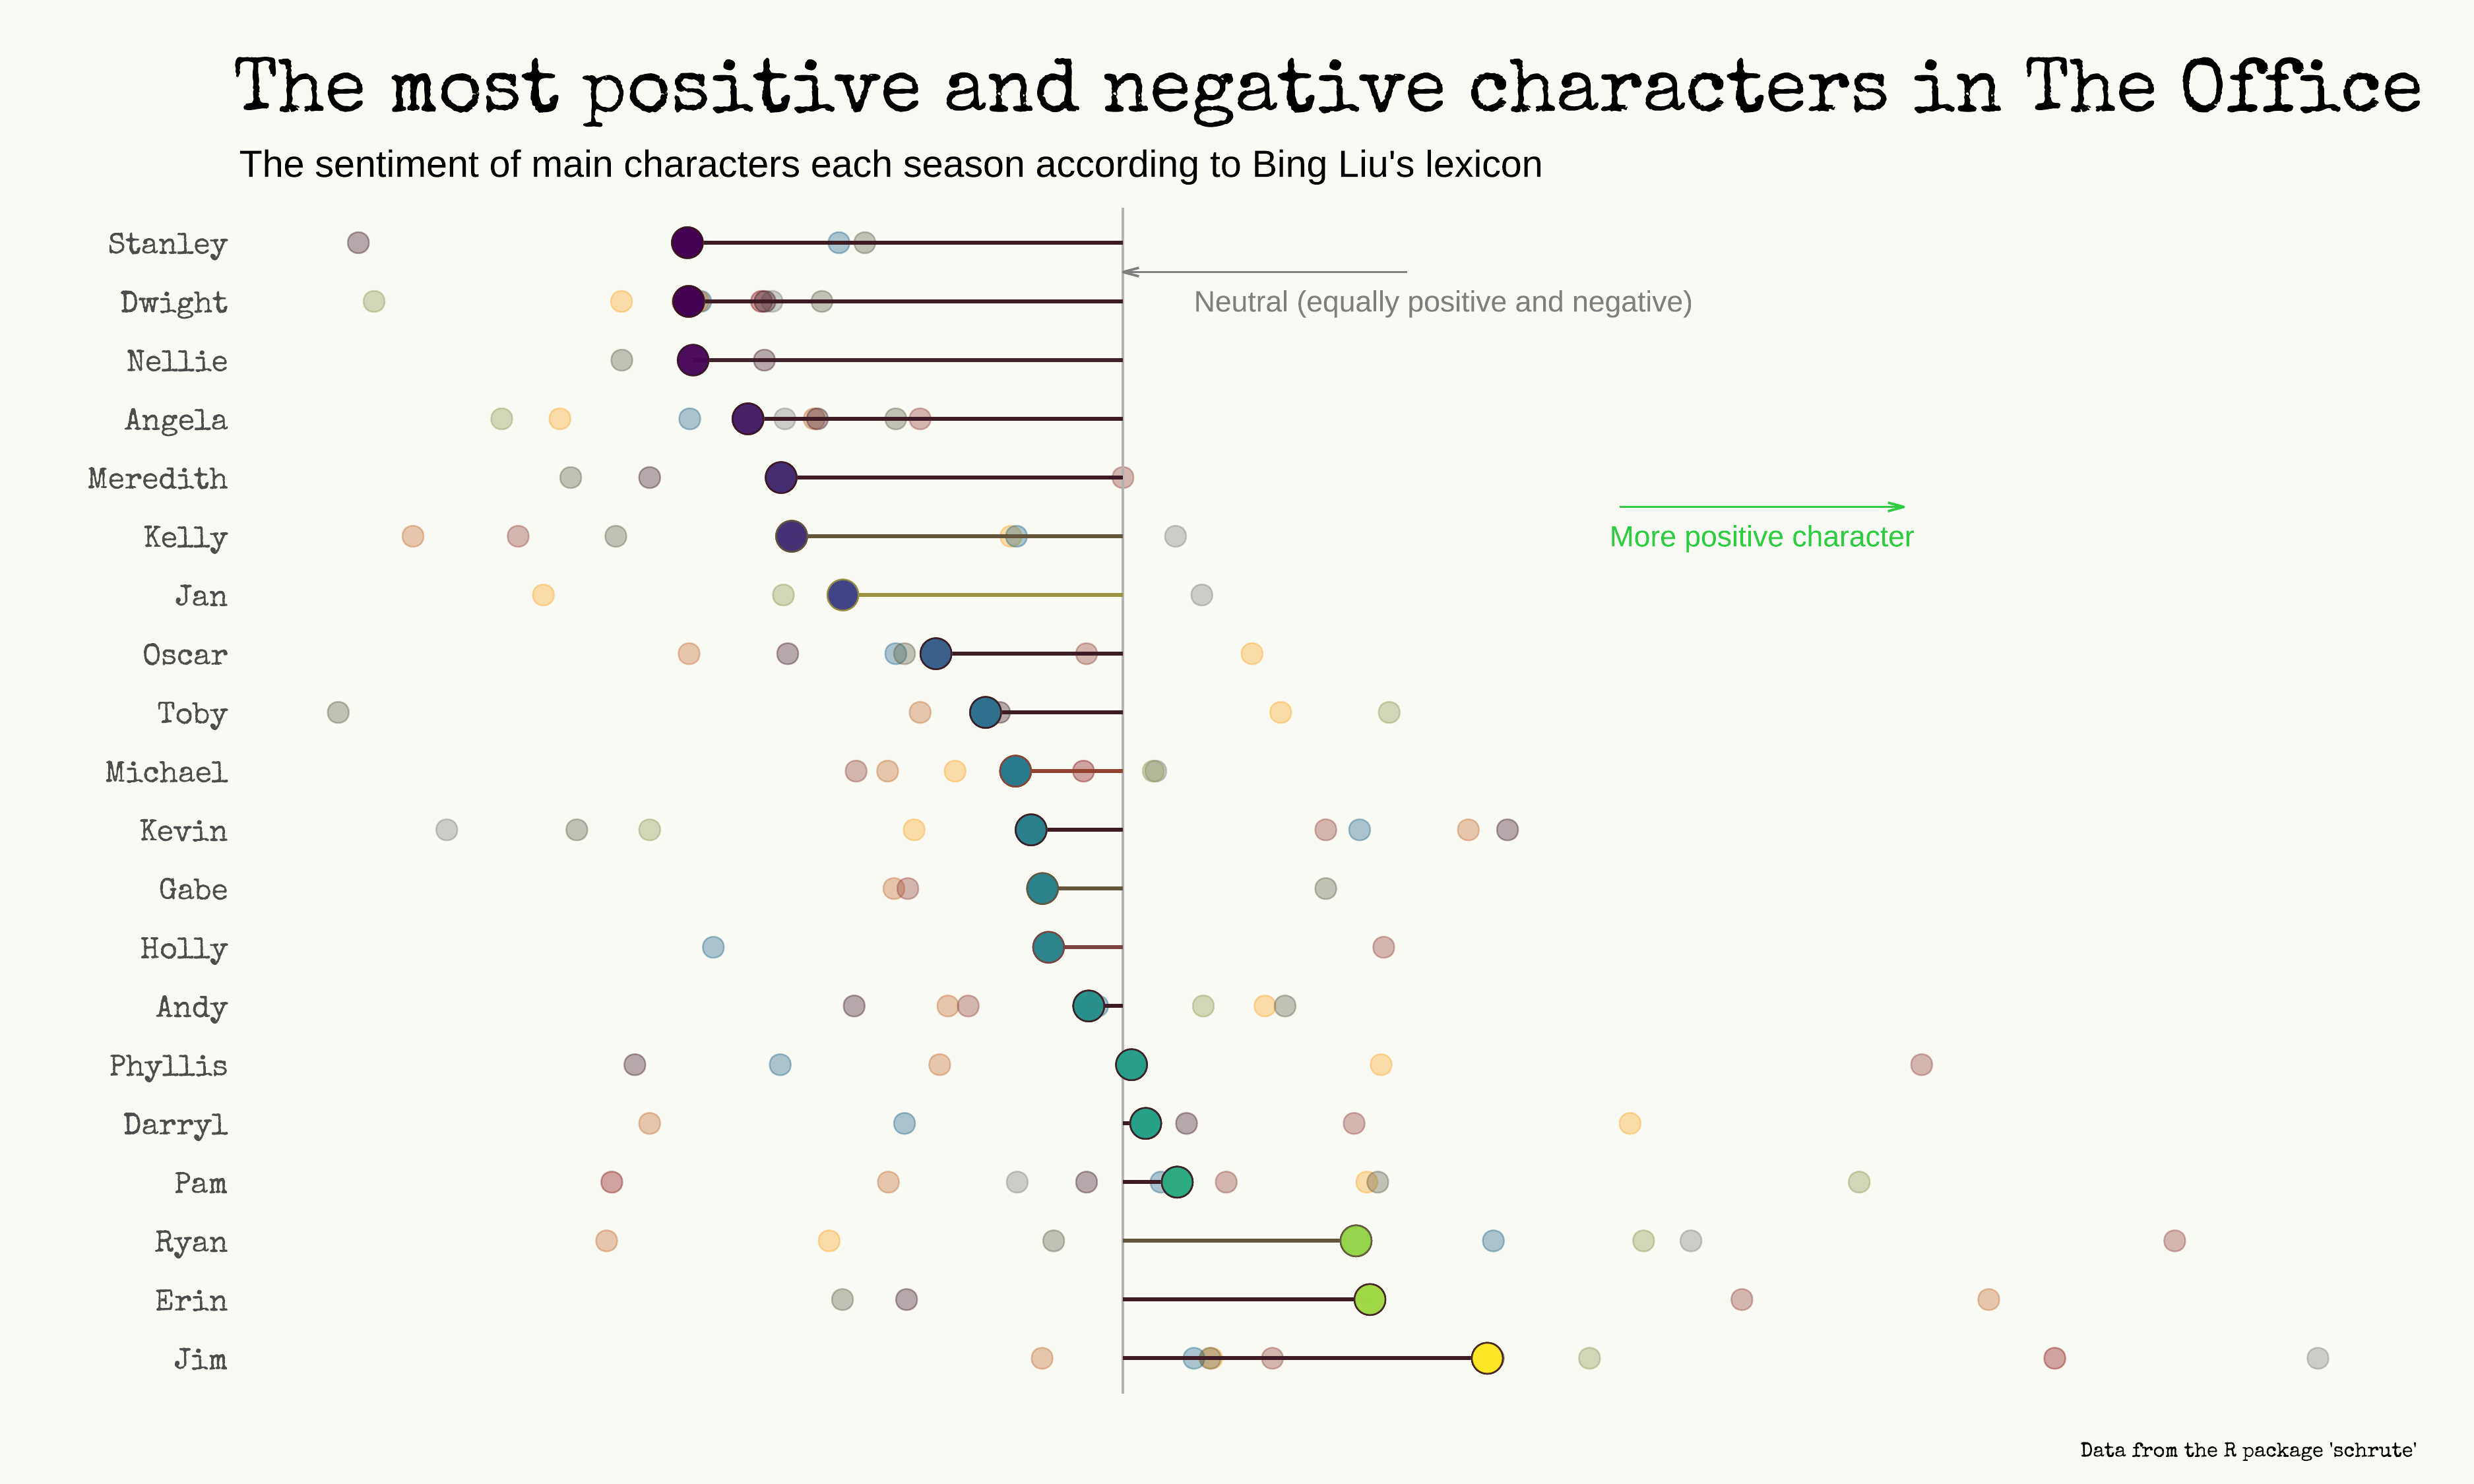 The most positive and negative characters in The Office
The sentiment of main characters each season according to Bing Liu's lexicon
Stanley
Dwight
Neutral (equally positive and negative)
Nellie
Angela
Meredith
Kelly
More positive character
Jan
Oscar
Toby
Michael
Kevin
Gabe
Holly
Andy
Phyllis
Darryl
Pam
Ryan
Erin
Jim
Data from the R package 'schrute'